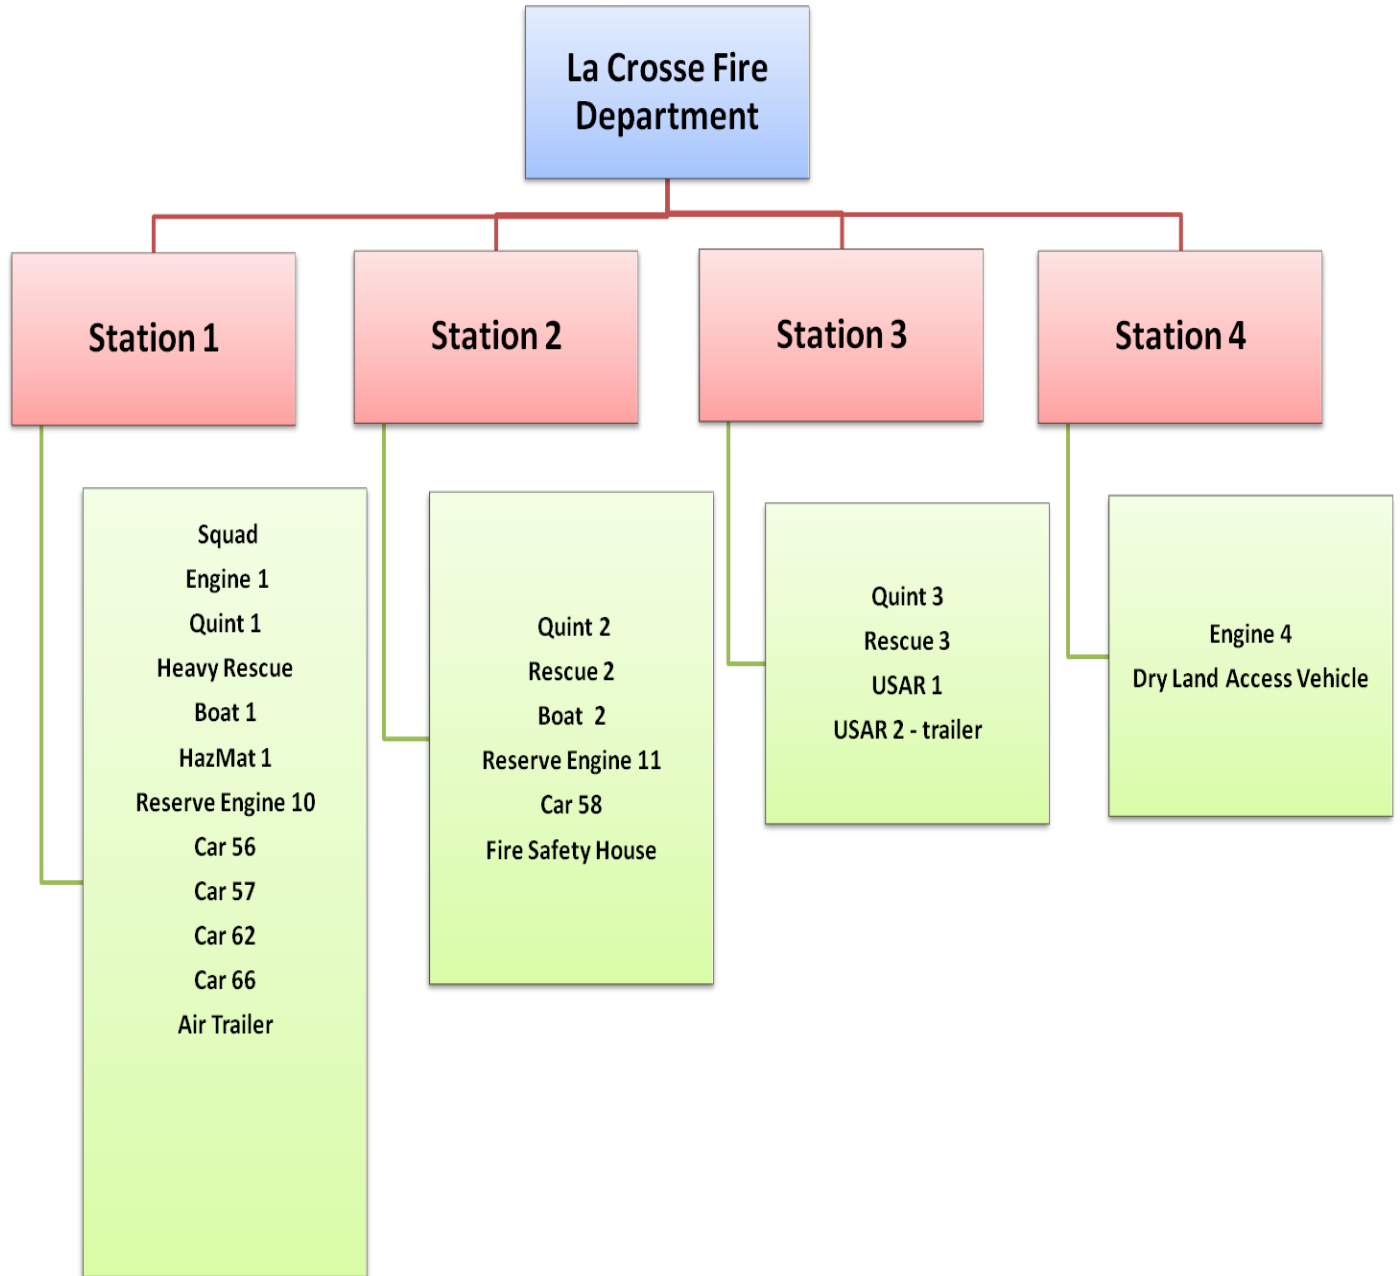 La Crosse Fire
Department
Station 1
Station 2
Station 3
Station 4
Squad
Engine 1
Quint 1
Heavy Rescue
Boat 1
HazMat 1
Reserve Engine 10
Car 56
Car 57
Car 62
Car 66
Air Trailer
Quint 2
Rescue 2
Boat  2
Reserve Engine 11
Car 58
Fire Safety House
Quint 3
Rescue 3
USAR 1
USAR 2 - trailer
Engine 4
Dry Land Access Vehicle